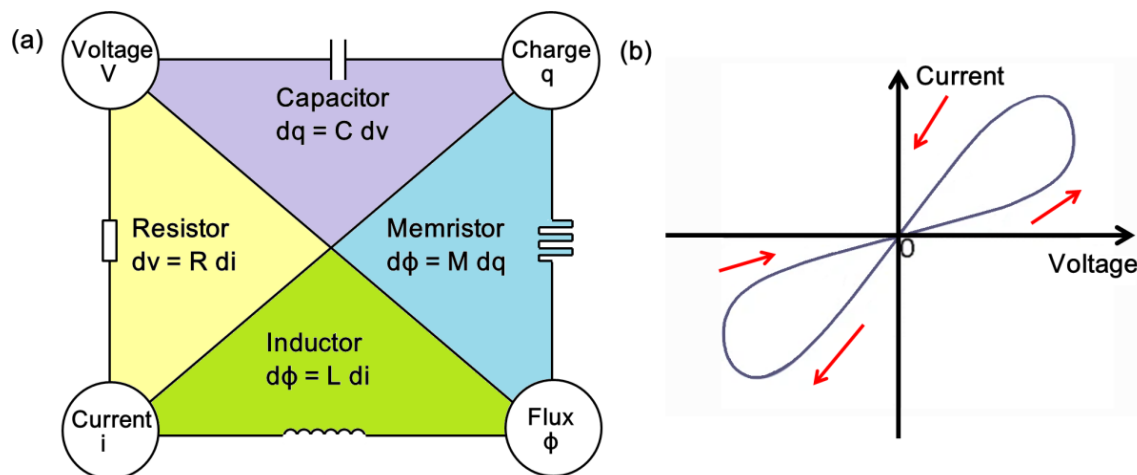 (a)
Voltage
V
Charge
q
Capacitor
dq = C dv
Resistor
dv = R di
Memristor
dϕ = M dq
Inductor
dϕ = L di
Current
i
Flux
ϕ
(b)
Current
0
Voltage